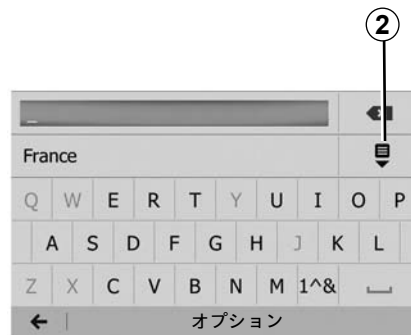 2
_
France
Q W E R T Y U I O P
A S D F G H J K L
Z X C V B N M 1^&
オプション